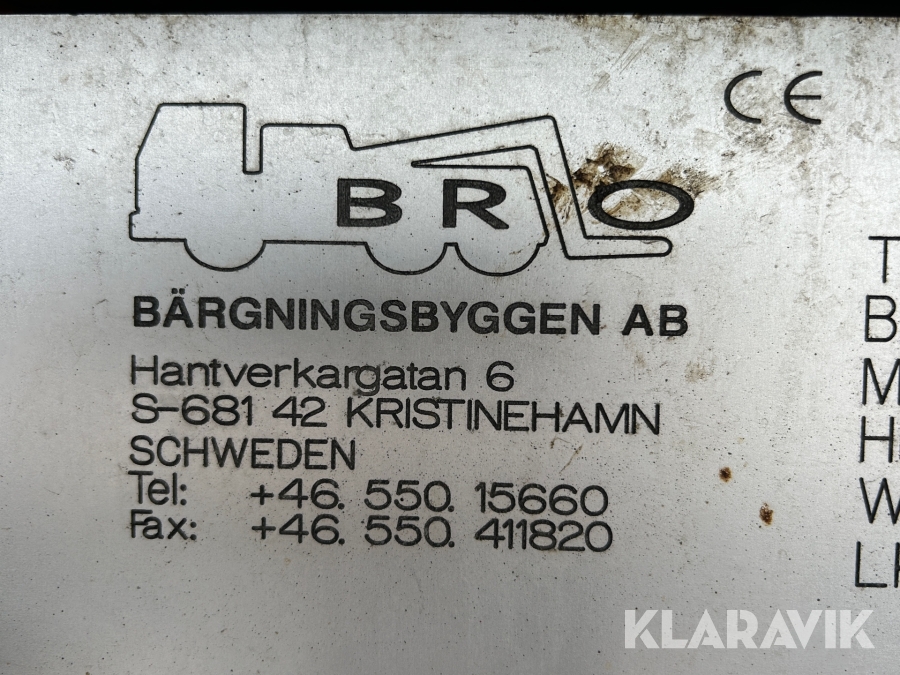 CE
BRO
BÄRGNINGSBYGGEN AB
Hantverkargatan 6
S-681 42 KRISTINEHAMN
SCHWEDEN
Tel: +46. 550. 15660
Fax: +46. 550. 411820
KLARAVIK